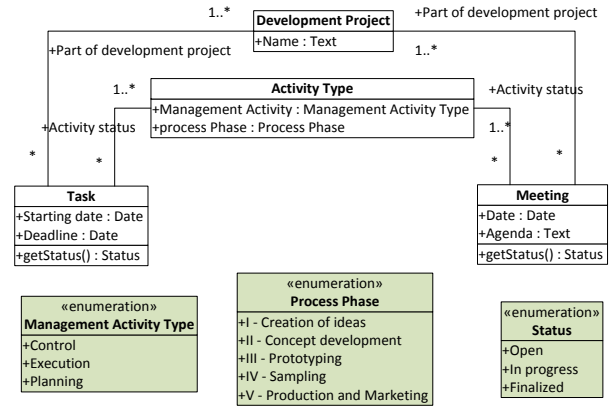 1..*
Development Project
+Part of development project
+Name : Text
+Part of development project
1..*
1..*
Activity Type
+Activity status
+Management Activity : Management Activity Type
+process Phase : Process Phase
+Activity status
1..*
*
*
*
*
Task
+Starting date : Date
+Deadline : Date
+getStatus() : Status
Meeting
+Date : Date
+Agenda : Text
+getStatus() : Status
«enumeration»
Management Activity Type
+Control
+Execution
+Planning
«enumeration»
Process Phase
+I - Creation of ideas
+II - Concept development
+III - Prototyping
+IV - Sampling
+V - Production and Marketing
«enumeration»
Status
+Open
+In progress
+Finalized